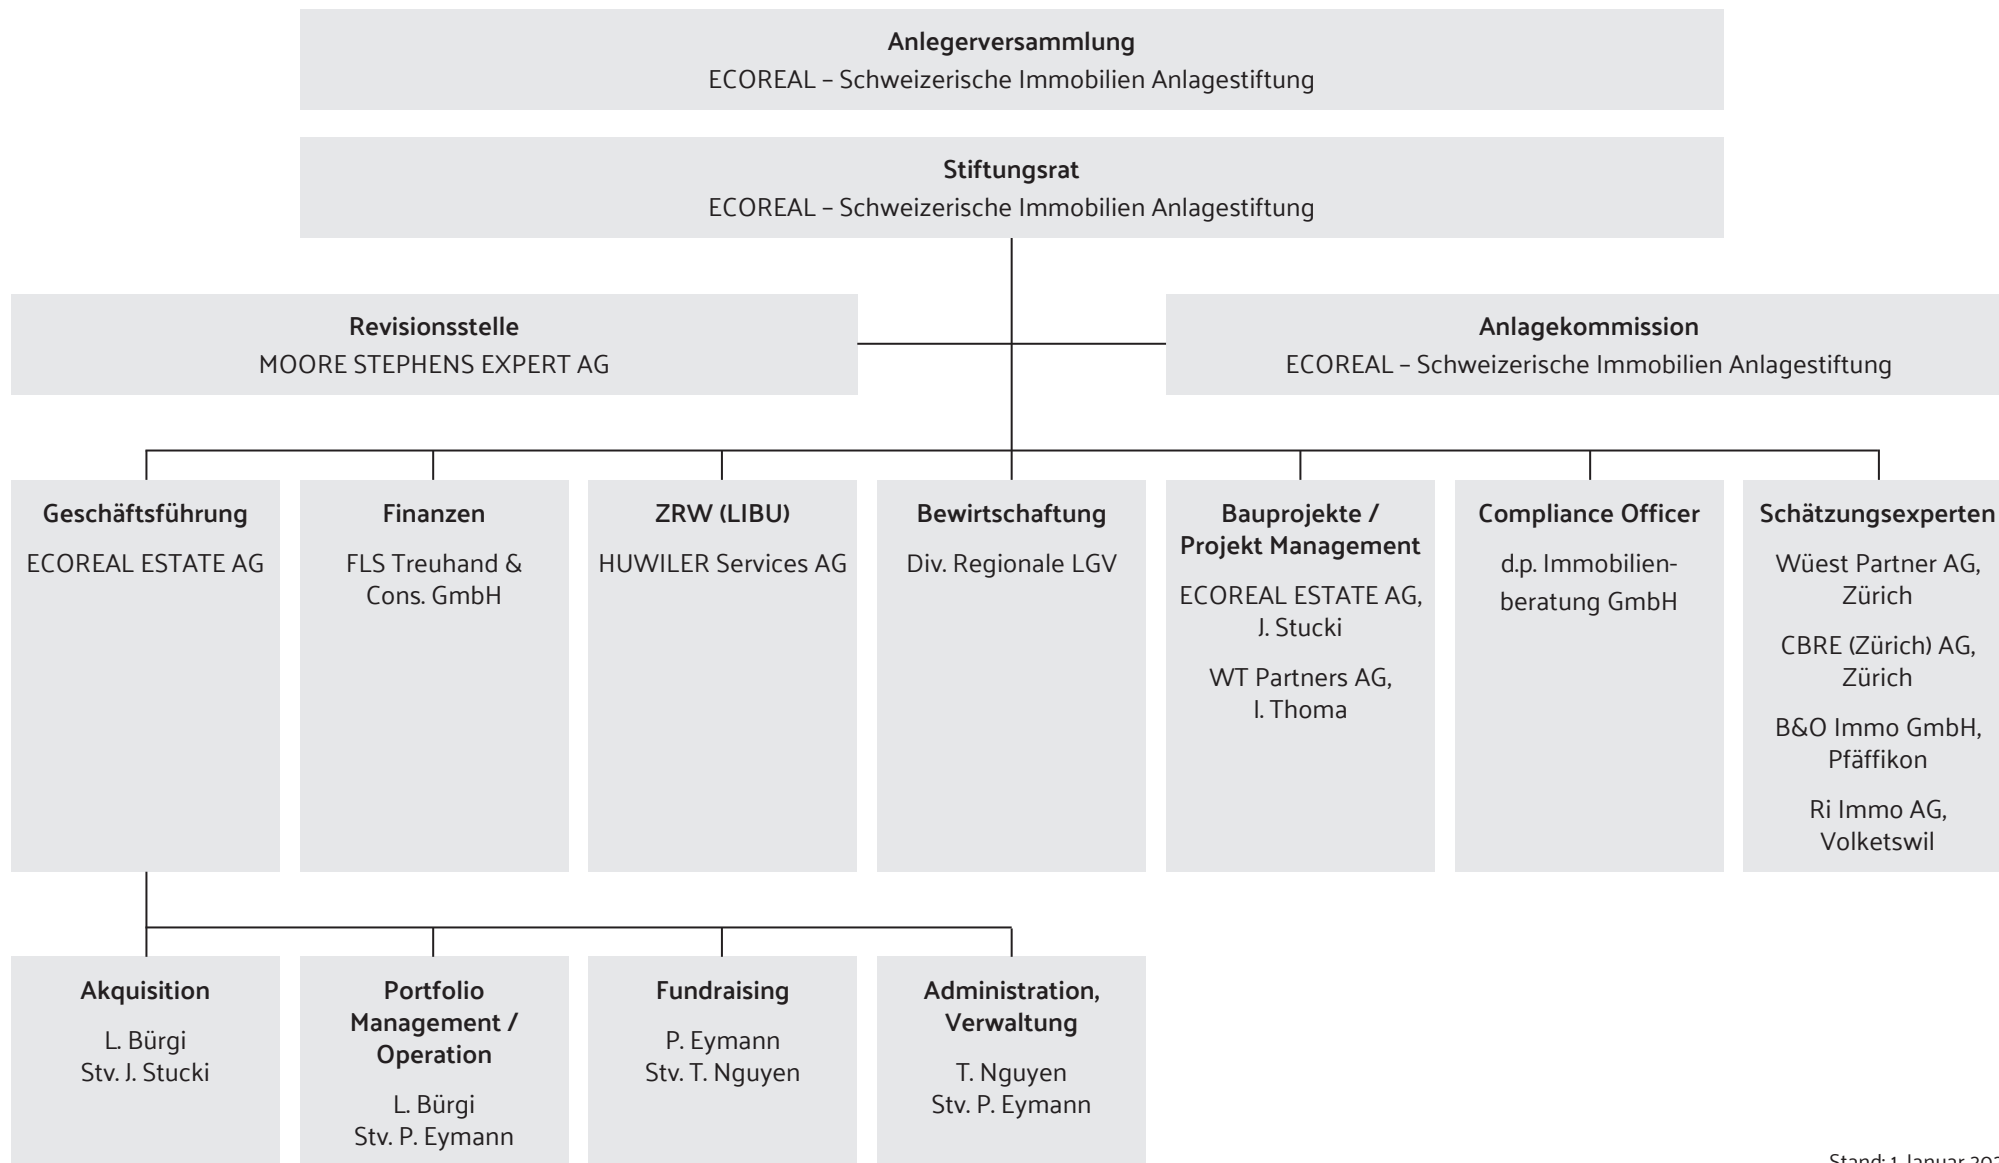 Anlegerversammlung
ECOREAL – Schweizerische Immobilien Anlagestiftung
Stiftungsrat
ECOREAL – Schweizerische Immobilien Anlagestiftung
Revisionsstelle
MOORE STEPHENS EXPERT AG
Anlagekommission
ECOREAL – Schweizerische Immobilien Anlagestiftung
Geschäftsführung
ECOREAL ESTATE AG
Finanzen
FLS Treuhand &
Cons. GmbH
ZRW (LIBU)
HUWILER Services AG
Bewirtschaftung
Div. Regionale LGV
Bauprojekte /
Projekt Management
ECOREAL ESTATE AG,
J. Stucki
WT Partners AG,
I. Thoma
Compliance Officer
d.p. Immobilien-
beratung GmbH
Schätzungsexperten
Wüest Partner AG,
Zürich
CBRE (Zürich) AG,
Zürich
B&O Immo GmbH,
Pfäffikon
Ri Immo AG,
Volketswil
Akquisition
L. Bürgi
Stv. J. Stucki
Portfolio
Management /
Operation
L. Bürgi
Stv. P. Eymann
Fundraising
P. Eymann
Stv. T. Nguyen
Administration,
Verwaltung
T. Nguyen
Stv. P. Eymann
Stand: 1. Januar